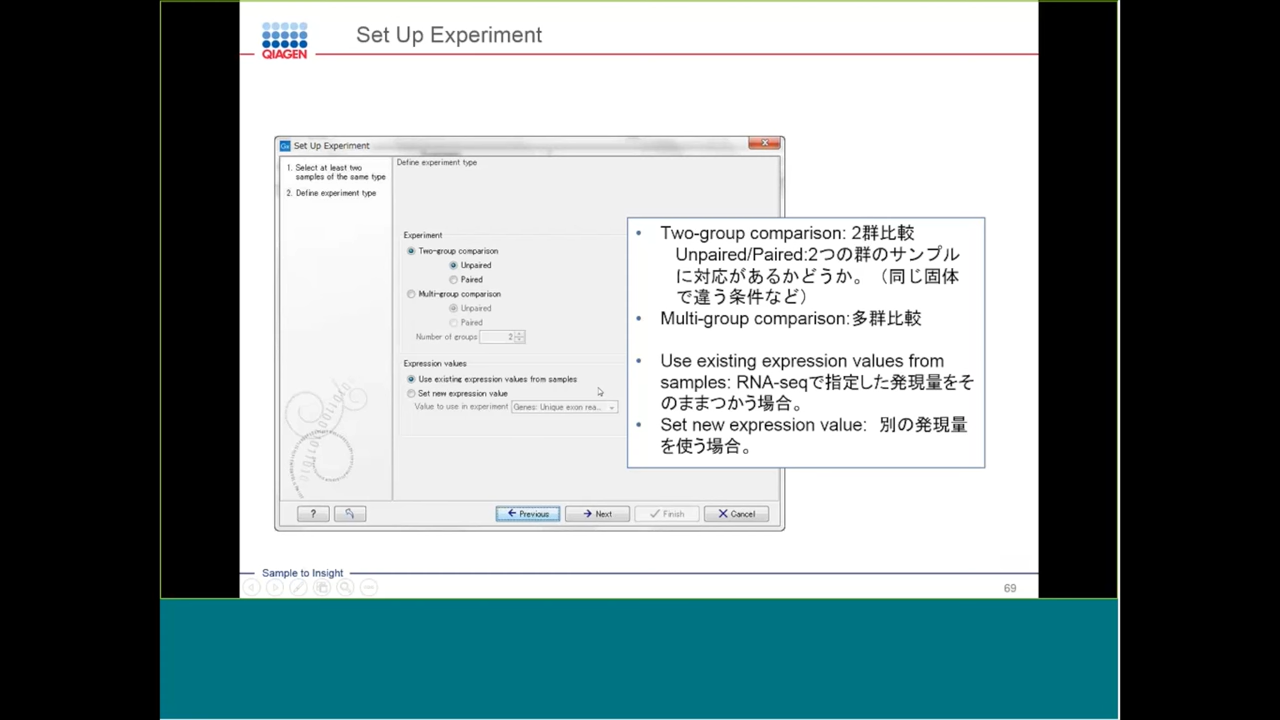 QIAGEN
Set Up Experiment
Set Up Experiment
1. Select at least two
samples of the same type
2. Define experiment type
Define experiment type
Experiment
Two-group comparison
Unpaired
Paired
Multi-group comparison
Unpaired
Paired
Number of groups 2
Expression values
Use existing expression values from samples
Set new expression value
Value to use in experiment Genes: Unique exon rea...
? Previous Next Finish Cancel
• Two-group comparison: 2群比較
Unpaired/Paired:2つの群のサンプル
に対応があるかどうか。（同じ固体
で違う条件など）
• Multi-group comparison:多群比較
• Use existing expression values from
samples: RNA-seqで指定した発現量をそ
のままつかう場合。
• Set new expression value: 別の発現量
を使う場合。
Sample to Insight
69